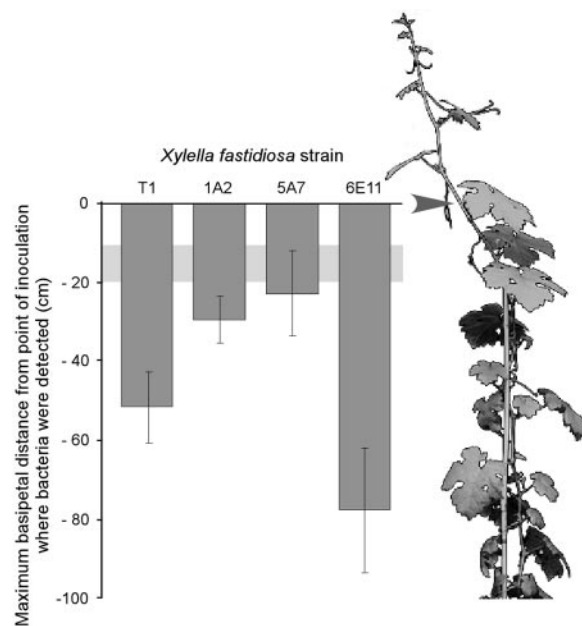 Xylella fastidiosa strain
T1 1A2 5A7 6E11
0
- 20
- 40
- 60
- 80
-100
Maximum basipetal distance from point of inoculation
where bacteria were detected (cm)